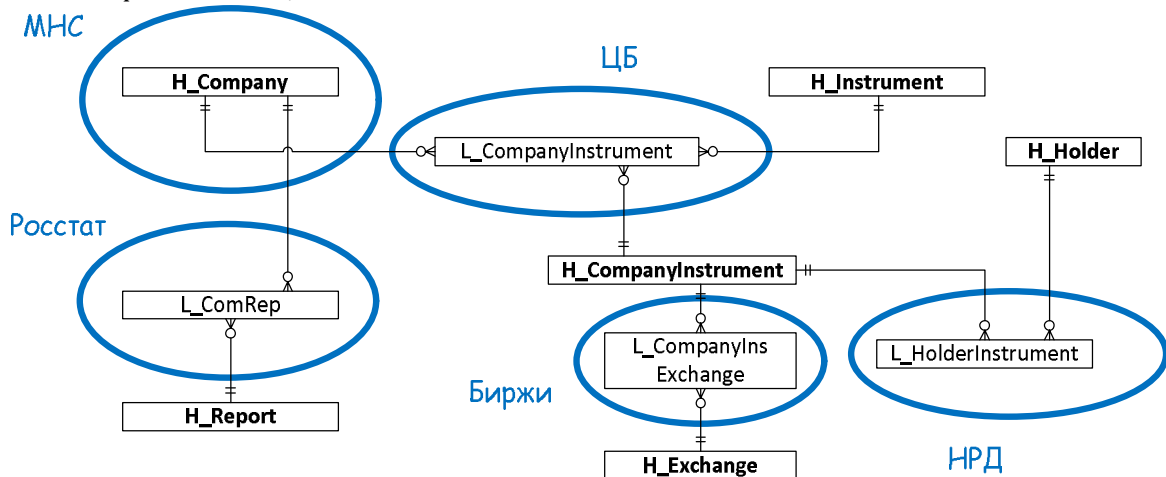 МНС
H_Company
ЦБ
H_Instrument
L_CompanyInstrument
H_Holder
Росстат
H_CompanyInstrument
L_ComRep
L_CompanyIns
Exchange
L_HolderInstrument
Биржи
H_Report
H_Exchange
НРД